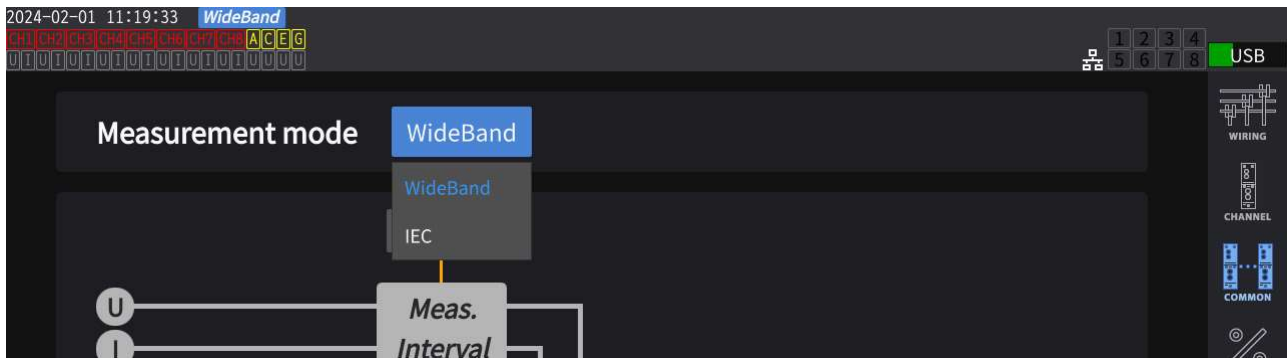 2024-02-01 11:19:33 WideBand
CH1 CH2 CH3 CH4 CH5 CH6 CH7 CH8 A C E G
U I U I U I U I U I U I U I U I U U U U
1 2 3 4
5 6 7 8
USB
Measurement mode WideBand
WideBand
IEC
WIRING
CHANNEL
COMMON
U
Meas.
I
Interval